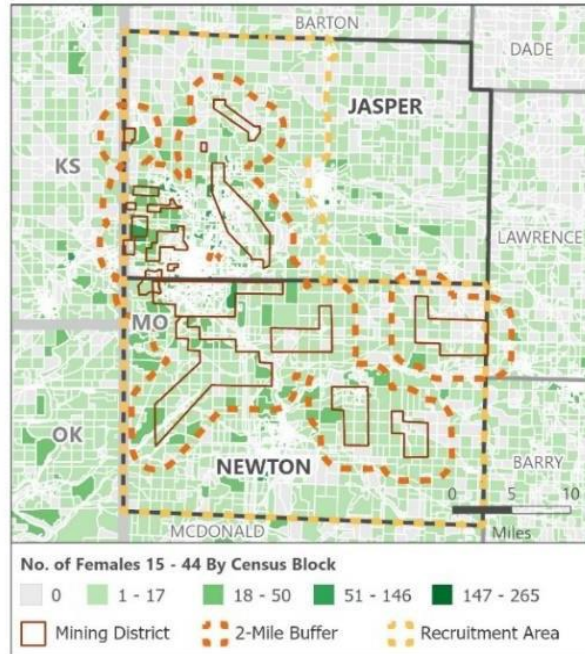 BARTON
DADE
JASPER
KS
LAWRENCE
MO
OK
NEWTON
BARRY
0 5 10
MCDONALD
Miles
No. of Females 15 - 44 By Census Block
0 1 - 17 18 - 50 51 - 146 147 - 265
Mining District 2-Mile Buffer Recruitment Area